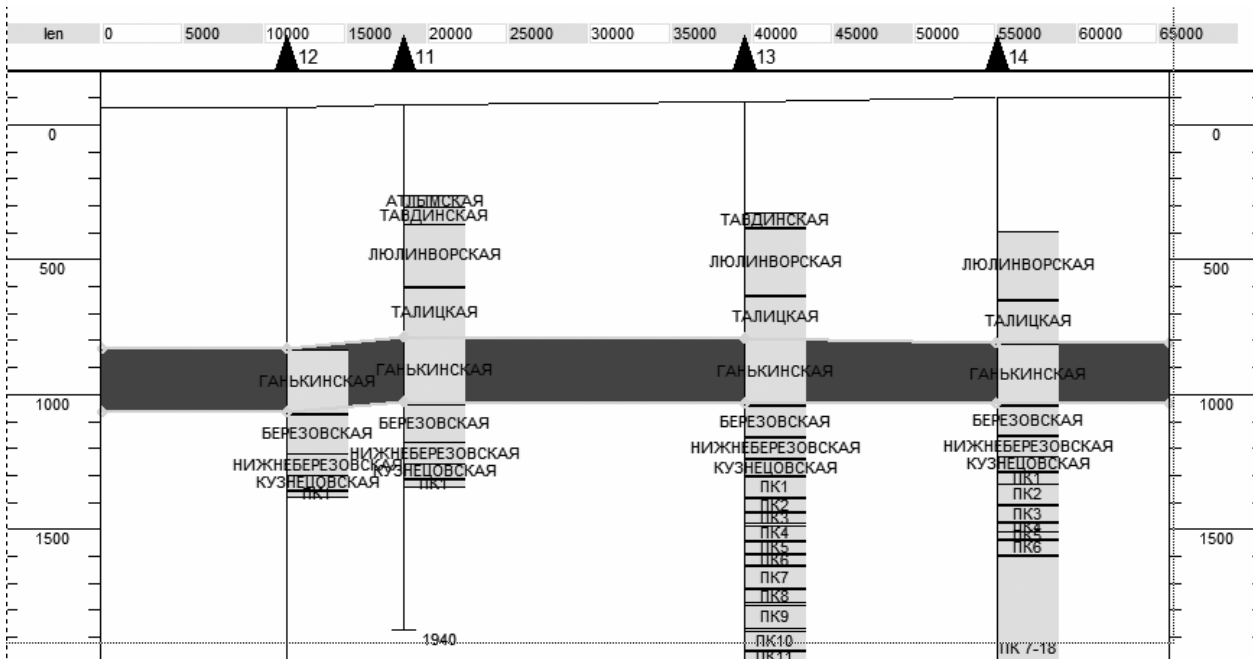 len 0 5000 10000 15000 20000 25000 30000 35000 40000 45000 50000 55000 60000 65000
12 11 13 14
0 0
АТЛЫМСКАЯ
ТАВДИНСКАЯ ТАВДИНСКАЯ
ЛЮЛИНВОРСКАЯ ЛЮЛИНВОРСКАЯ ЛЮЛИНВОРСКАЯ
500 500
ТАЛИЦКАЯ ТАЛИЦКАЯ ТАЛИЦКАЯ
ГАНЬКИНСКАЯ ГАНЬКИНСКАЯ ГАНЬКИНСКАЯ ГАНЬКИНСКАЯ
1000 1000
БЕРЕЗОВСКАЯ БЕРЕЗОВСКАЯ БЕРЕЗОВСКАЯ БЕРЕЗОВСКАЯ
НИЖНЕБЕРЕЗОВСКАЯ НИЖНЕБЕРЕЗОВСКАЯ НИЖНЕБЕРЕЗОВСКАЯ НИЖНЕБЕРЕЗОВСКАЯ
КУЗНЕЦОВСКАЯ КУЗНЕЦОВСКАЯ КУЗНЕЦОВСКАЯ КУЗНЕЦОВСКАЯ
ПК1 ПК1 ПК1 ПК1
ПК2 ПК2
ПК3 ПК3
1500 ПК4 ПК4 1500
ПК5 ПК5
ПК6 ПК6
ПК7
ПК8
ПК9
1940 ПК10 ПК 7-18
ПК11